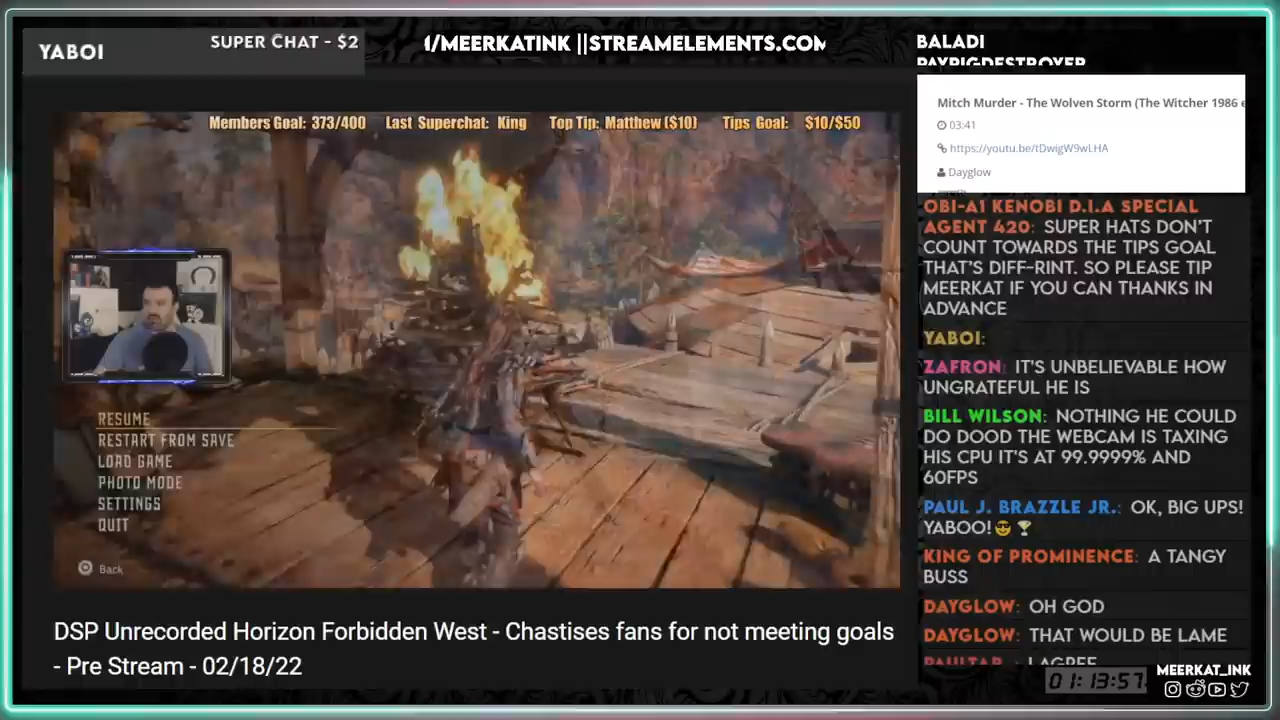 YABOI
SUPER CHAT - $2
/MEERKATINK ||STREAMELEMENTS.COM
Members Goal: 373/400 Last Superchat: King Top Tip: Matthew ($10) Tips Goal: $10/$50
RESUME
RESTART FROM SAVE
LOAD GAME
PHOTO MODE
SETTINGS
QUIT
Back
DSP Unrecorded Horizon Forbidden West - Chastises fans for not meeting goals
- Pre Stream - 02/18/22
BALADI
PAYPIGDESTROYER
Mitch Murder - The Wolven Storm (The Witcher 1986 e
03:41
https://youtu.be/tDwigW9wLHA
Dayglow
OBI-A1 KENOBI D.I.A SPECIAL
AGENT 420: SUPER HATS DON'T
COUNT TOWARDS THE TIPS GOAL
THAT'S DIFF-RINT. SO PLEASE TIP
MEERKAT IF YOU CAN THANKS IN
ADVANCE
YABOI:
ZAFRON: IT'S UNBELIEVABLE HOW
UNGRATEFUL HE IS
BILL WILSON: NOTHING HE COULD
DO DOOD THE WEBCAM IS TAXING
HIS CPU IT'S AT 99.9999% AND
60FPS
PAUL J. BRAZZLE JR.: OK, BIG UPS!
YABOO!😎🏆
KING OF PROMINENCE: A TANGY
BUSS
DAYGLOW: OH GOD
DAYGLOW: THAT WOULD BE LAME
PAULTAR: I AGREE
01:13:57
MEERKAT_INK